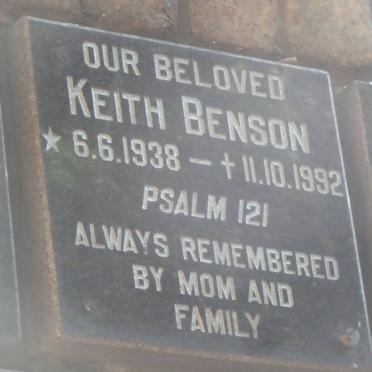 OUR BELOVED
KEITH BENSON
★ 6.6.1938 – † 11.10.1992
PSALM 121
ALWAYS REMEMBERED
BY MOM AND
FAMILY